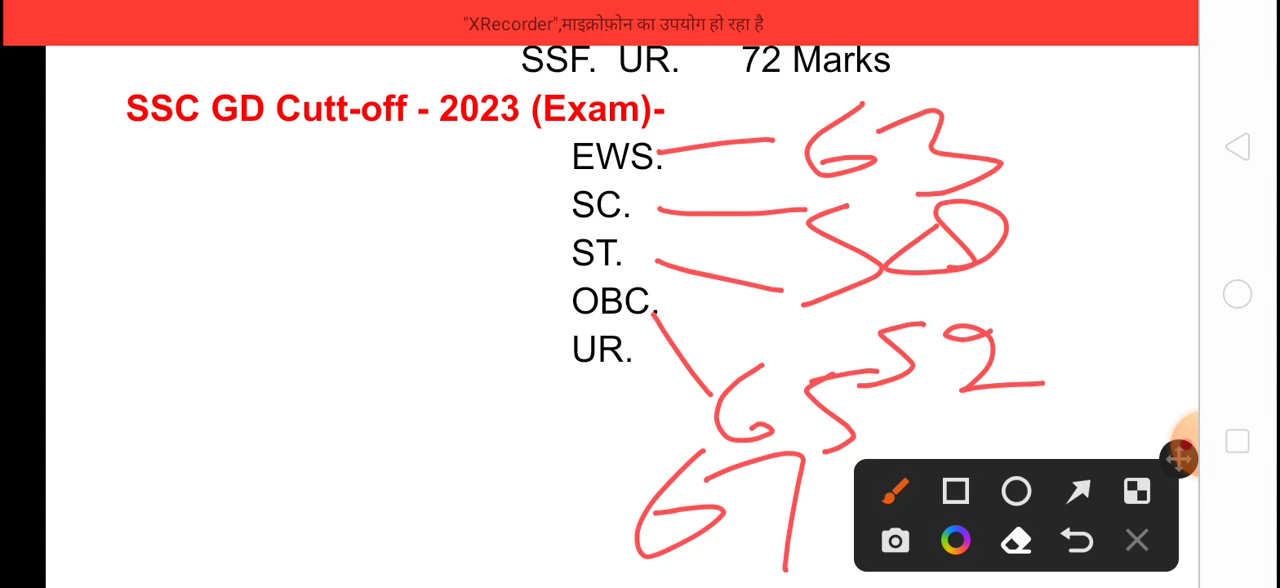 "XRecorder",माइक्रोफ़ोन का उपयोग हो रहा है
SSF. UR. 72 Marks
SSC GD Cutt-off - 2023 (Exam)-
EWS. 63
SC.
ST.
OBC. 65
UR.
52
67